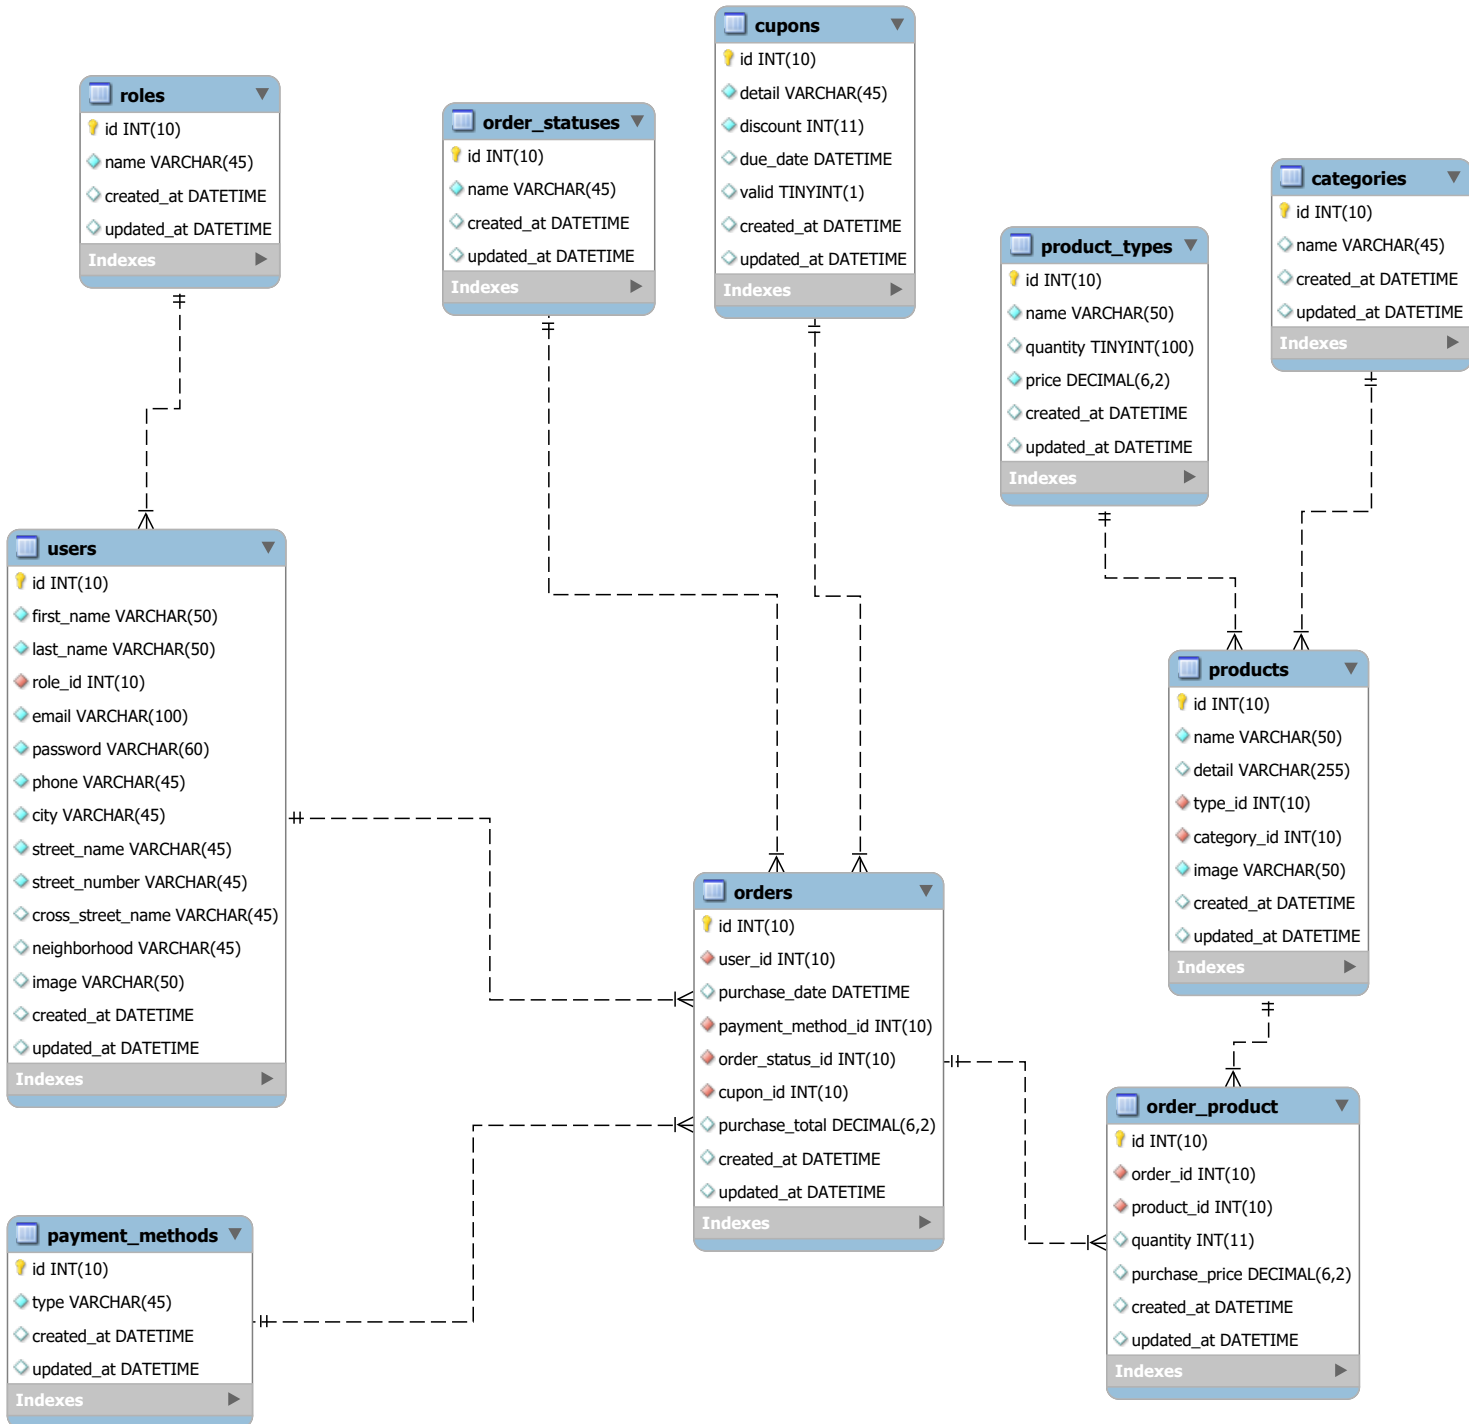 roles
id INT(10)
name VARCHAR(45)
created_at DATETIME
updated_at DATETIME
Indexes
order_statuses
id INT(10)
name VARCHAR(45)
created_at DATETIME
updated_at DATETIME
Indexes
cupons
id INT(10)
detail VARCHAR(45)
discount INT(11)
due_date DATETIME
valid TINYINT(1)
created_at DATETIME
updated_at DATETIME
Indexes
product_types
id INT(10)
name VARCHAR(50)
quantity TINYINT(100)
price DECIMAL(6,2)
created_at DATETIME
updated_at DATETIME
Indexes
categories
id INT(10)
name VARCHAR(45)
created_at DATETIME
updated_at DATETIME
Indexes
users
id INT(10)
first_name VARCHAR(50)
last_name VARCHAR(50)
role_id INT(10)
email VARCHAR(100)
password VARCHAR(60)
phone VARCHAR(45)
city VARCHAR(45)
street_name VARCHAR(45)
street_number VARCHAR(45)
cross_street_name VARCHAR(45)
neighborhood VARCHAR(45)
image VARCHAR(50)
created_at DATETIME
updated_at DATETIME
Indexes
products
id INT(10)
name VARCHAR(50)
detail VARCHAR(255)
type_id INT(10)
category_id INT(10)
image VARCHAR(50)
created_at DATETIME
updated_at DATETIME
Indexes
orders
id INT(10)
user_id INT(10)
purchase_date DATETIME
payment_method_id INT(10)
order_status_id INT(10)
cupon_id INT(10)
purchase_total DECIMAL(6,2)
created_at DATETIME
updated_at DATETIME
Indexes
order_product
id INT(10)
order_id INT(10)
product_id INT(10)
quantity INT(11)
purchase_price DECIMAL(6,2)
created_at DATETIME
updated_at DATETIME
Indexes
payment_methods
id INT(10)
type VARCHAR(45)
created_at DATETIME
updated_at DATETIME
Indexes